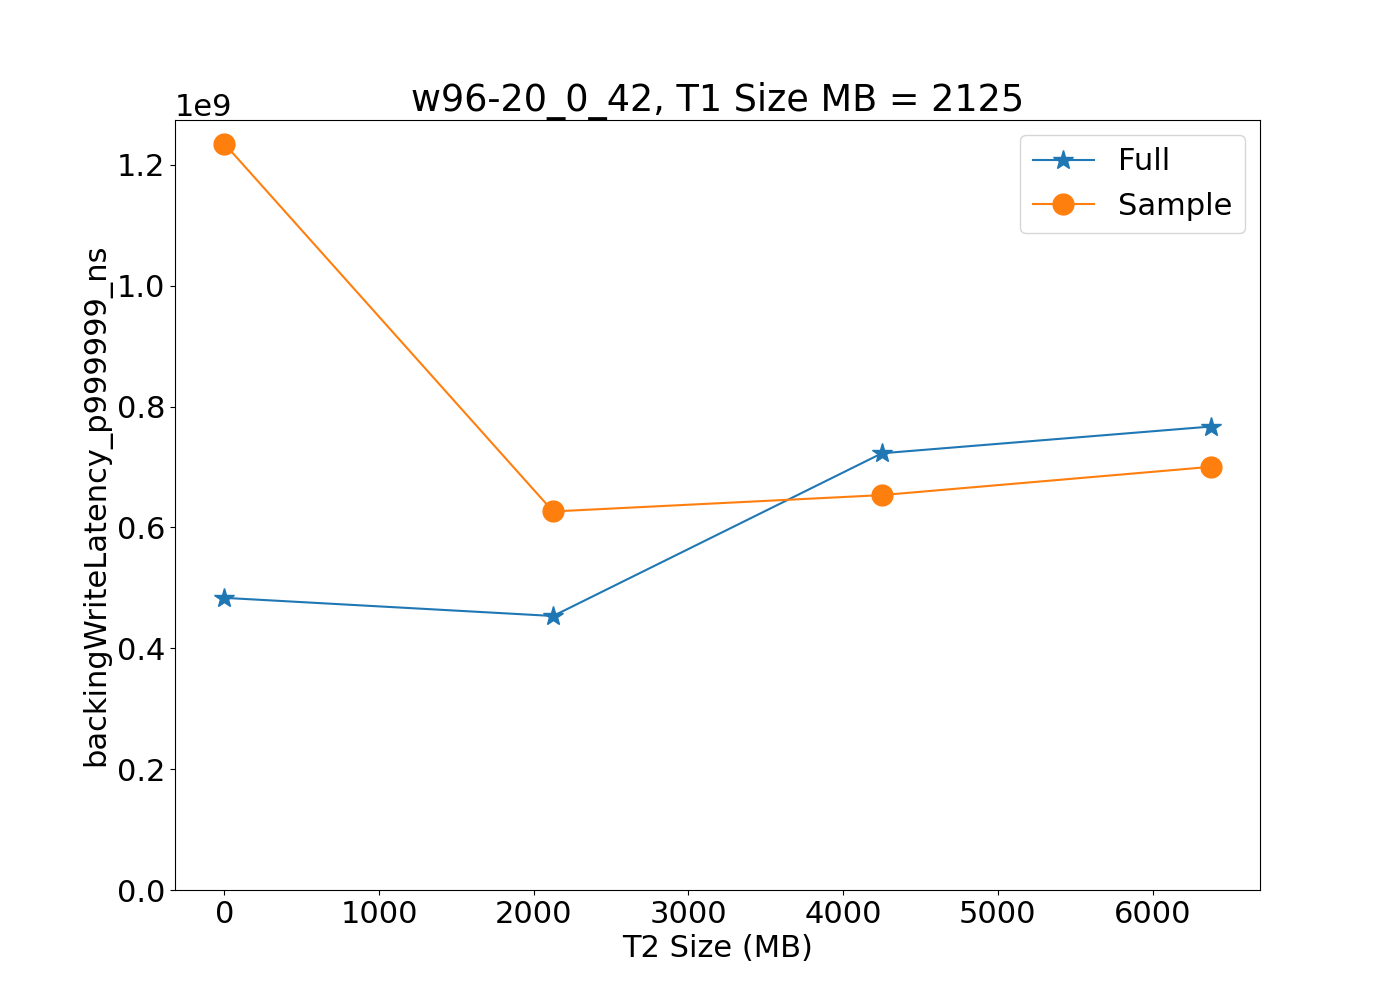 w96-20_0_42, T1 Size MB = 2125
1e9
Full
Sample
backingWriteLatency_p999999_ns
1.2
1.0
0.8
0.6
0.4
0.2
0.0
0 1000 2000 3000 4000 5000 6000
T2 Size (MB)